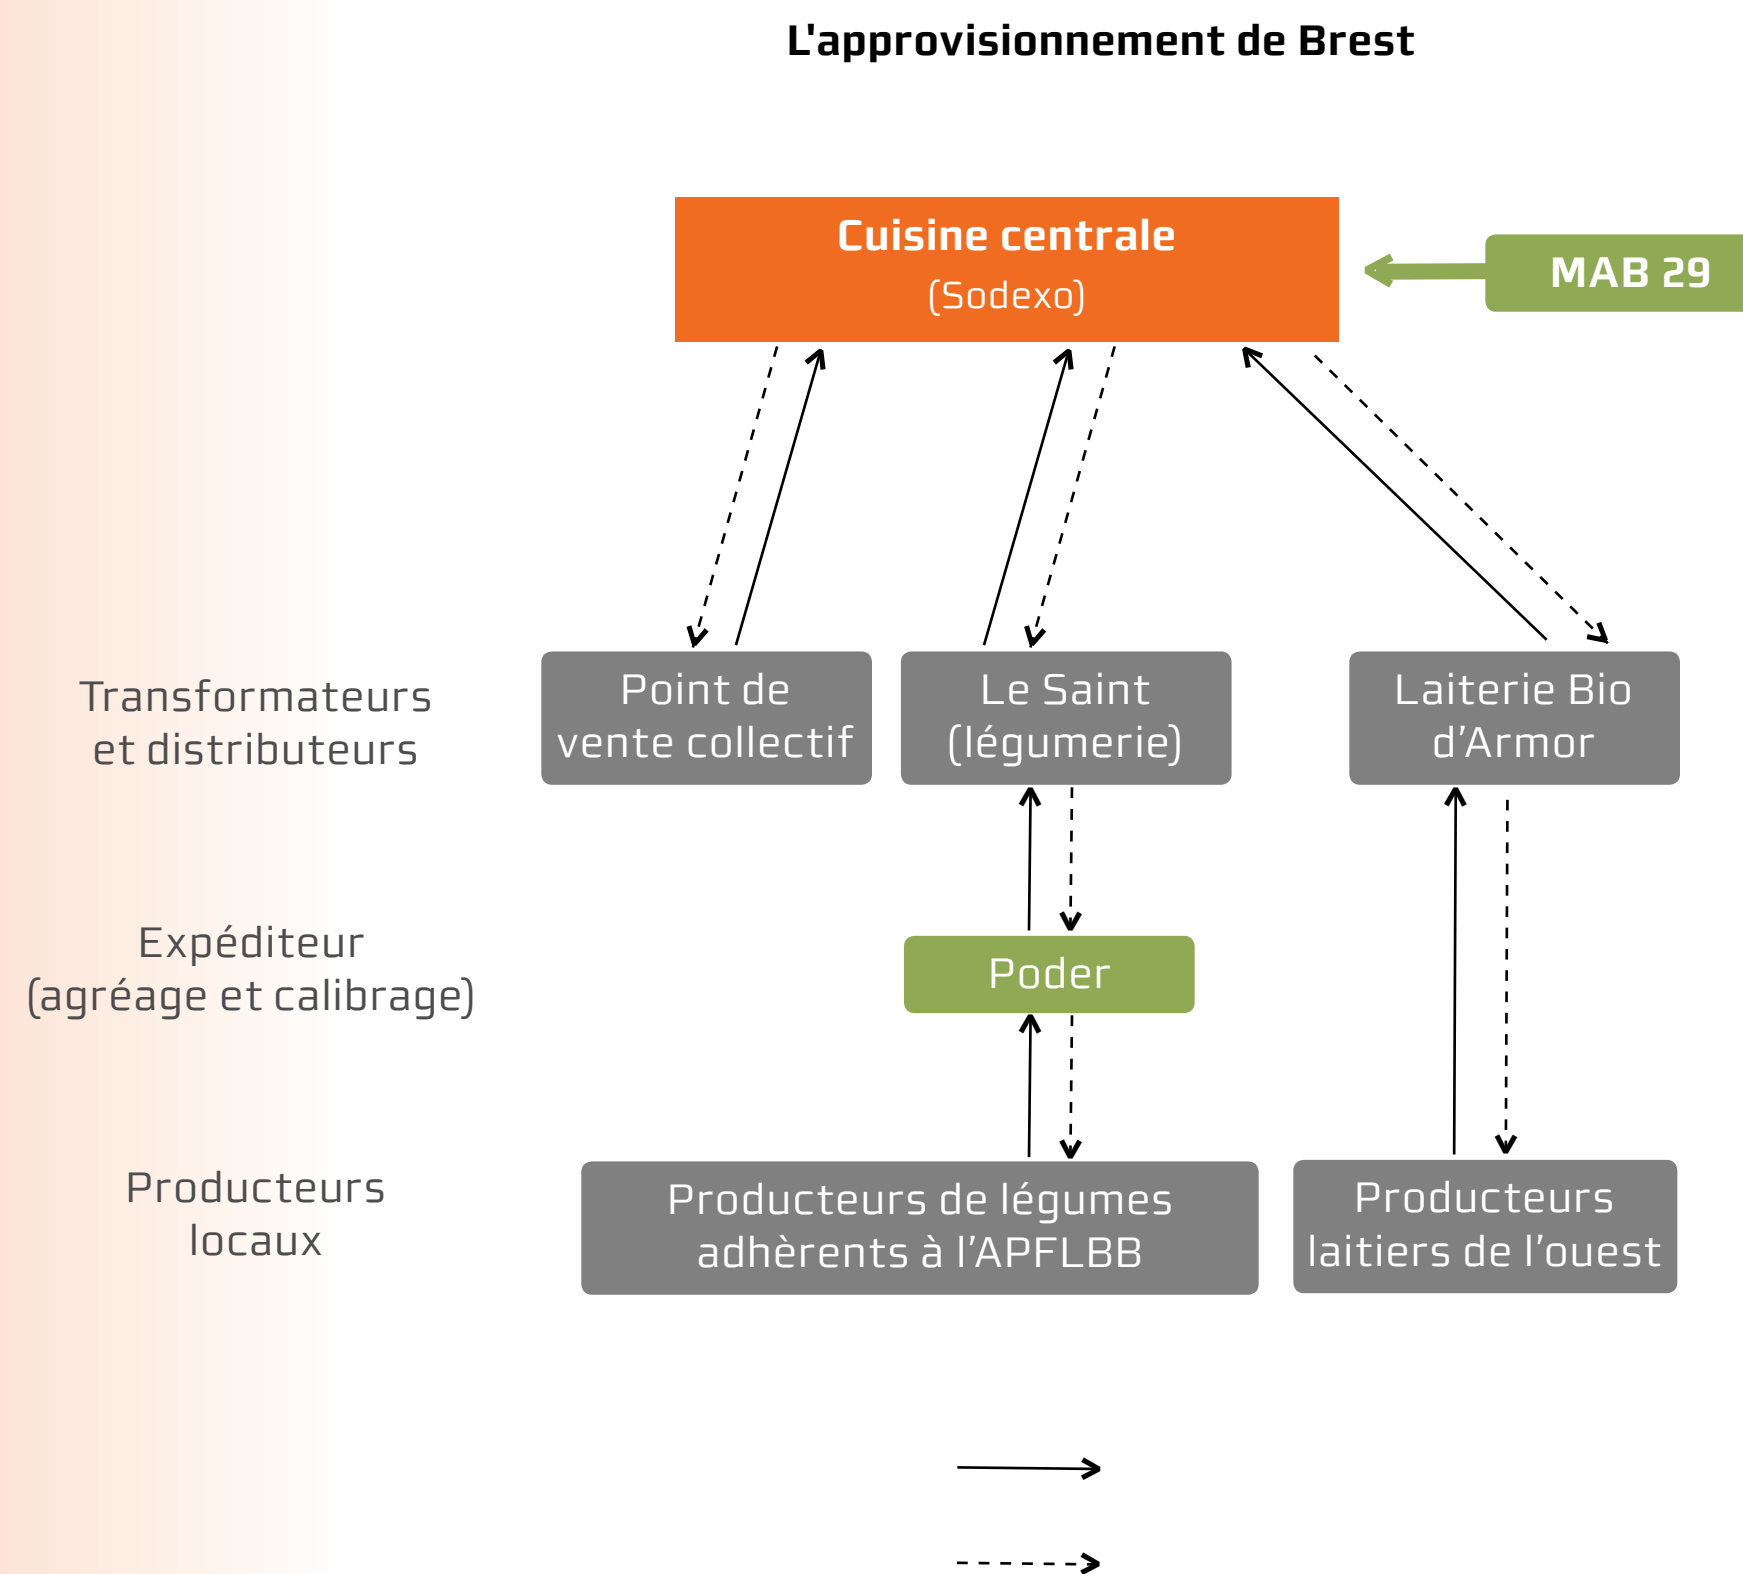 L'approvisionnement de Brest
Cuisine centrale
(Sodexo)
MAB 29
Transformateurs
et distributeurs
Point de
vente collectif
Le Saint
(légumerie)
Laiterie Bio
d’Armor
Expéditeur
(agréage et calibrage)
Poder
Producteurs
locaux
Producteurs de légumes
adhèrents à l’APFLBB
Producteurs
laitiers de l’ouest